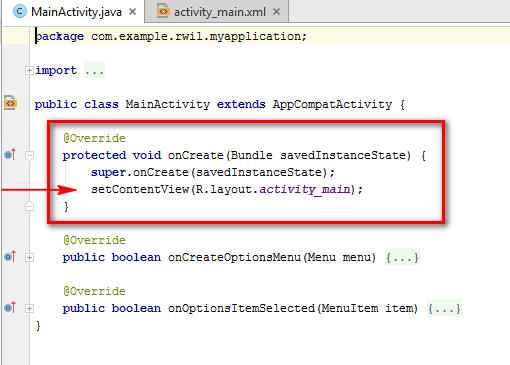 MainActivity.java × activity_main.xml ×
package com.example.rwil.myapplication;
import ...
public class MainActivity extends AppCompatActivity {
@Override
protected void onCreate(Bundle savedInstanceState) {
super.onCreate(savedInstanceState);
setContentView(R.layout.activity_main);
}
@Override
public boolean onCreateOptionsMenu(Menu menu) {...}
@Override
public boolean onOptionsItemSelected(MenuItem item) {...}
}